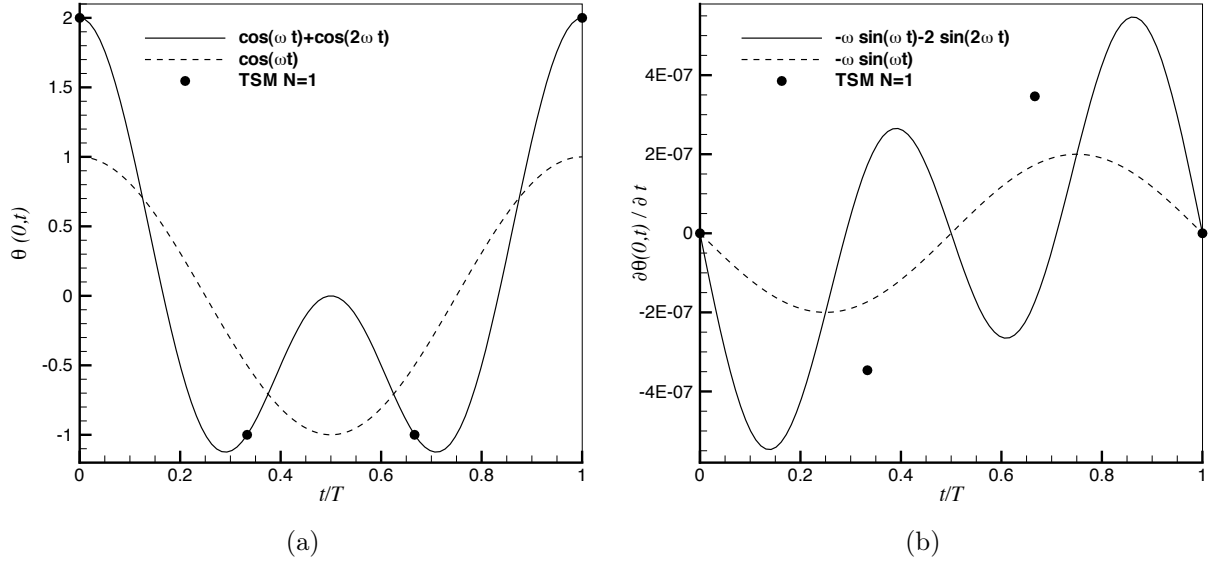 2
1.5
1
0.5
0
-0.5
-1
θ (0,t)
cos(ω t)+cos(2ω t)
cos(ωt)
TSM N=1
0 0.2 0.4 0.6 0.8 1
t/T
(a)
4E-07
2E-07
0
-2E-07
-4E-07
∂θ(0,t) / ∂ t
-ω sin(ω t)-2 sin(2ω t)
-ω sin(ωt)
TSM N=1
0 0.2 0.4 0.6 0.8 1
t/T
(b)